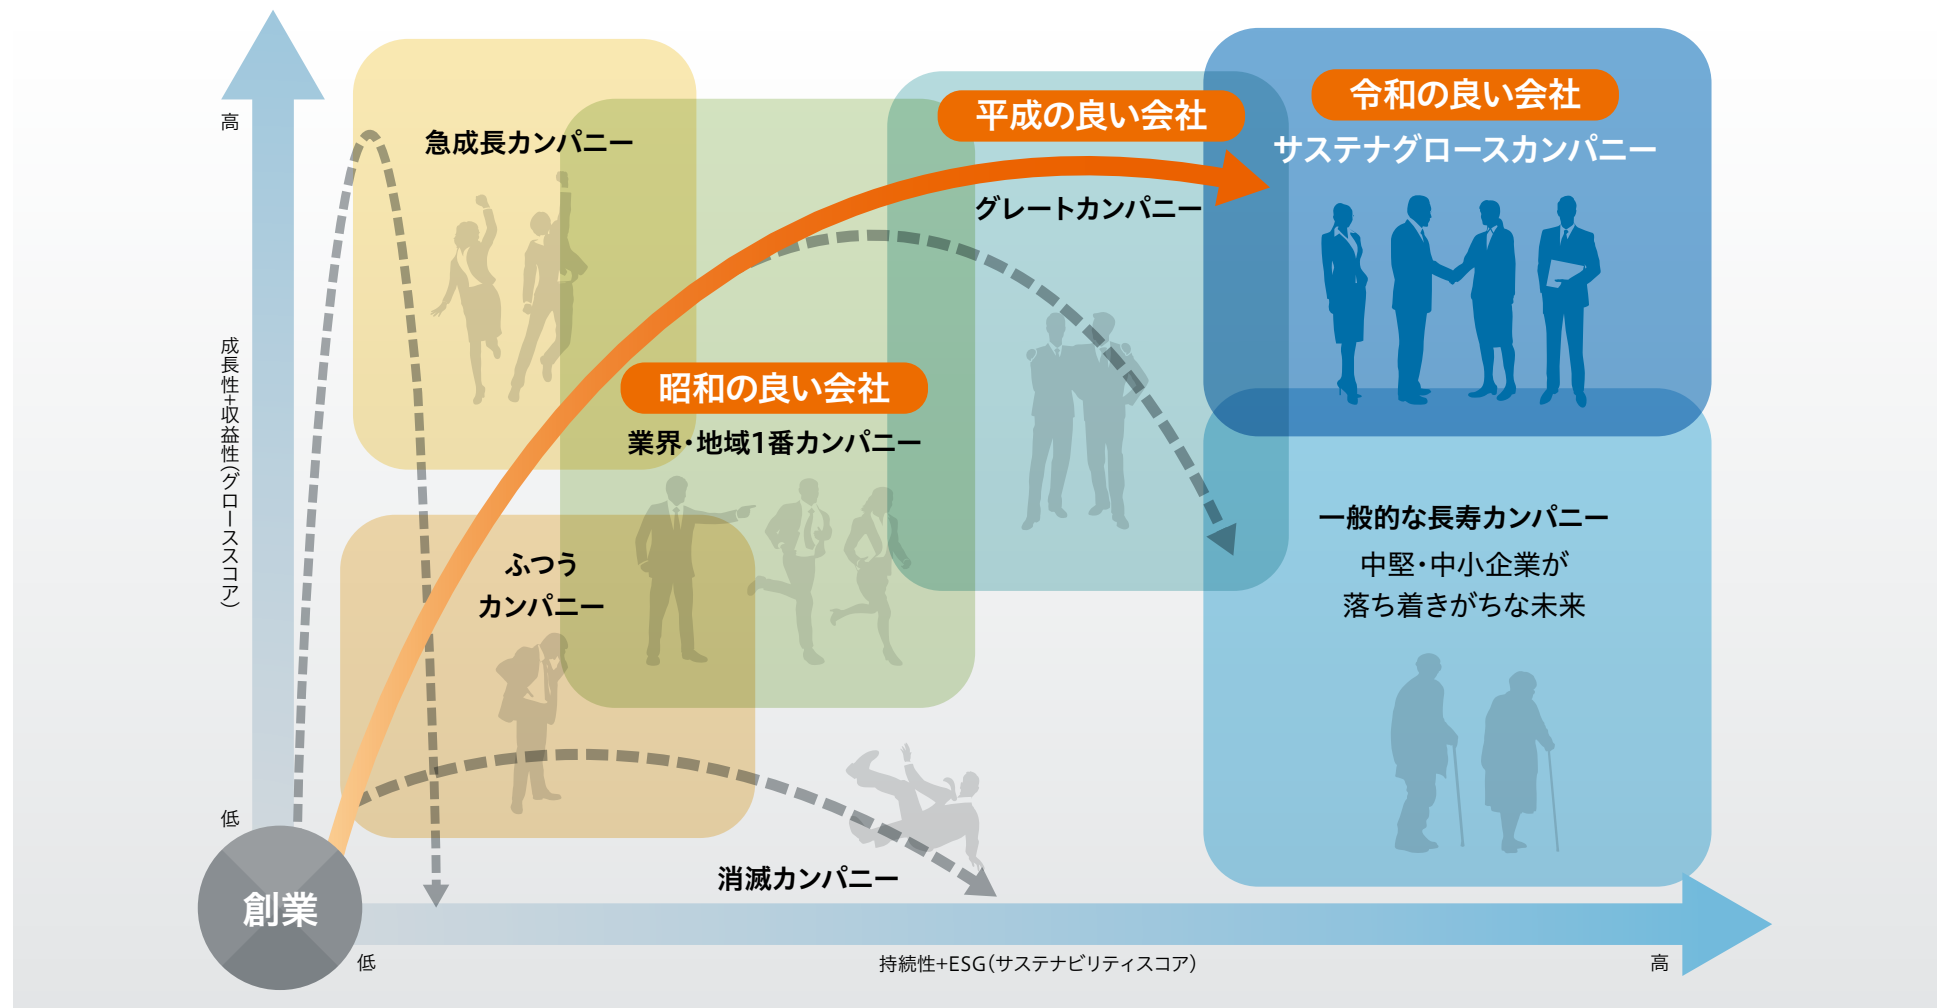 高
急成長カンパニー
平成の良い会社
グレートカンパニー
令和の良い会社
サステナグロースカンパニー
成長性+収益性(グローススコア)
昭和の良い会社
業界・地域1番カンパニー
ふつう
カンパニー
一般的な長寿カンパニー
中堅・中小企業が
落ち着きがちな未来
低
消滅カンパニー
創業
低
持続性+ESG(サステナビリティスコア)
高